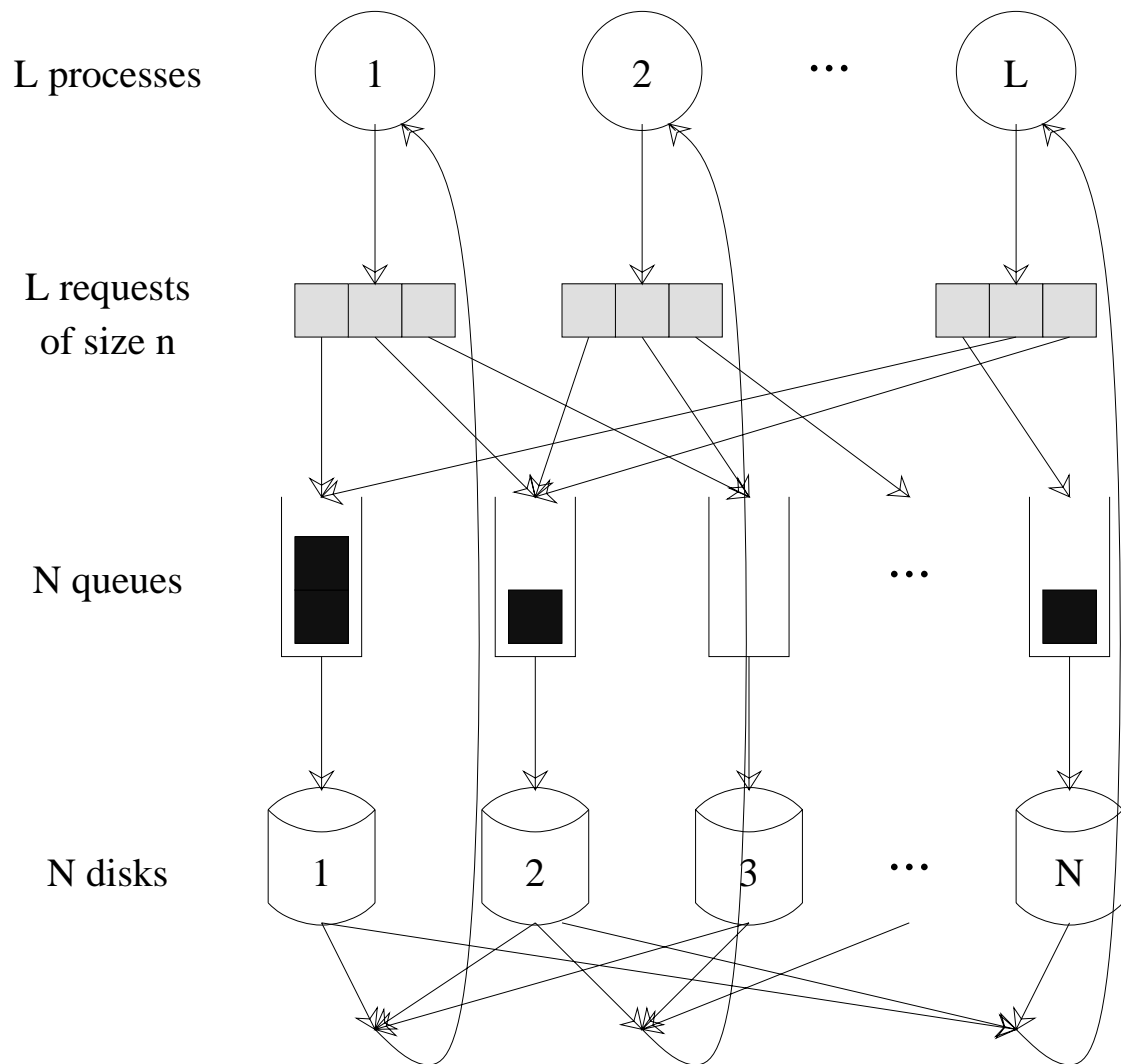 L processes 1 2 ... L
L requests
of size n
N queues ...
N disks 1 2 3 ... N